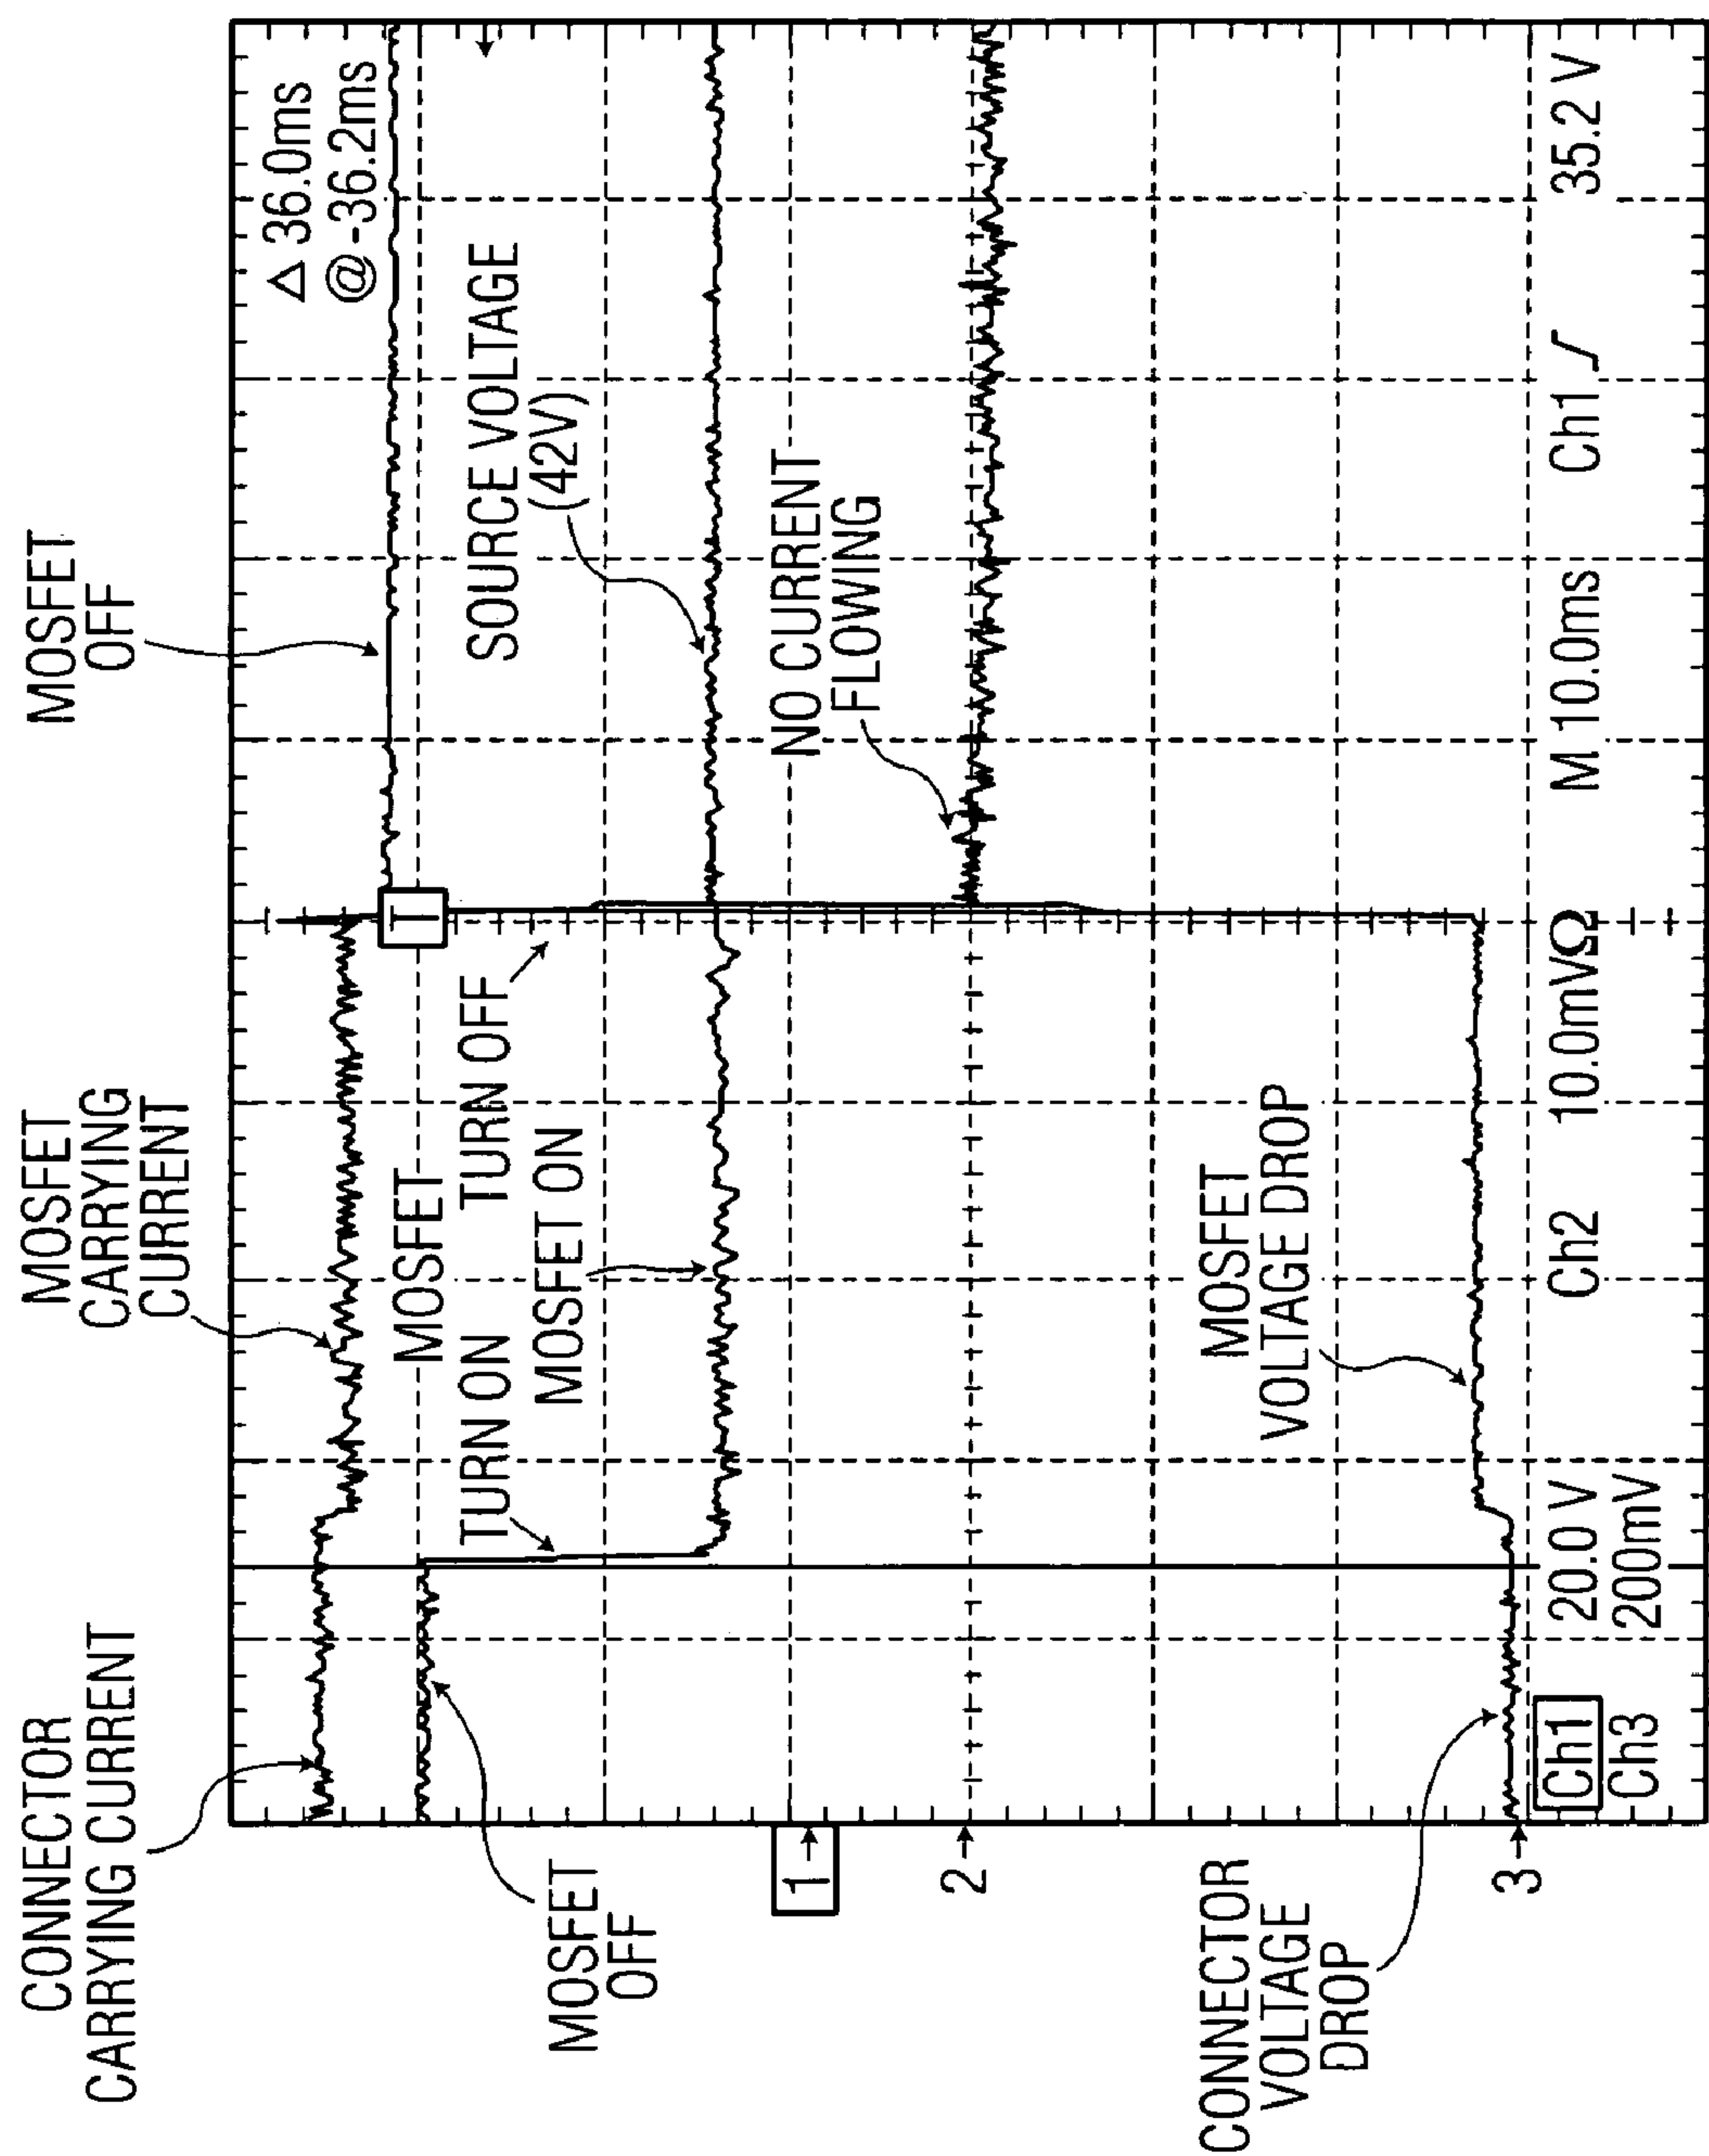 CONNECTOR
CARRYING CURRENT
MOSFET
CARRYING
CURRENT
MOSFET
OFF
Δ 36.0ms
@ -36.2ms
T
MOSFET
OFF
MOSFET
TURN ON
TURN OFF
MOSFET ON
SOURCE VOLTAGE
(42V)
1
NO CURRENT
FLOWING
2
CONNECTOR
VOLTAGE
DROP
MOSFET
VOLTAGE DROP
3
Ch1 20.0 V Ch2 10.0mVΩ M 10.0ms Ch1 35.2 V
Ch3 200mV